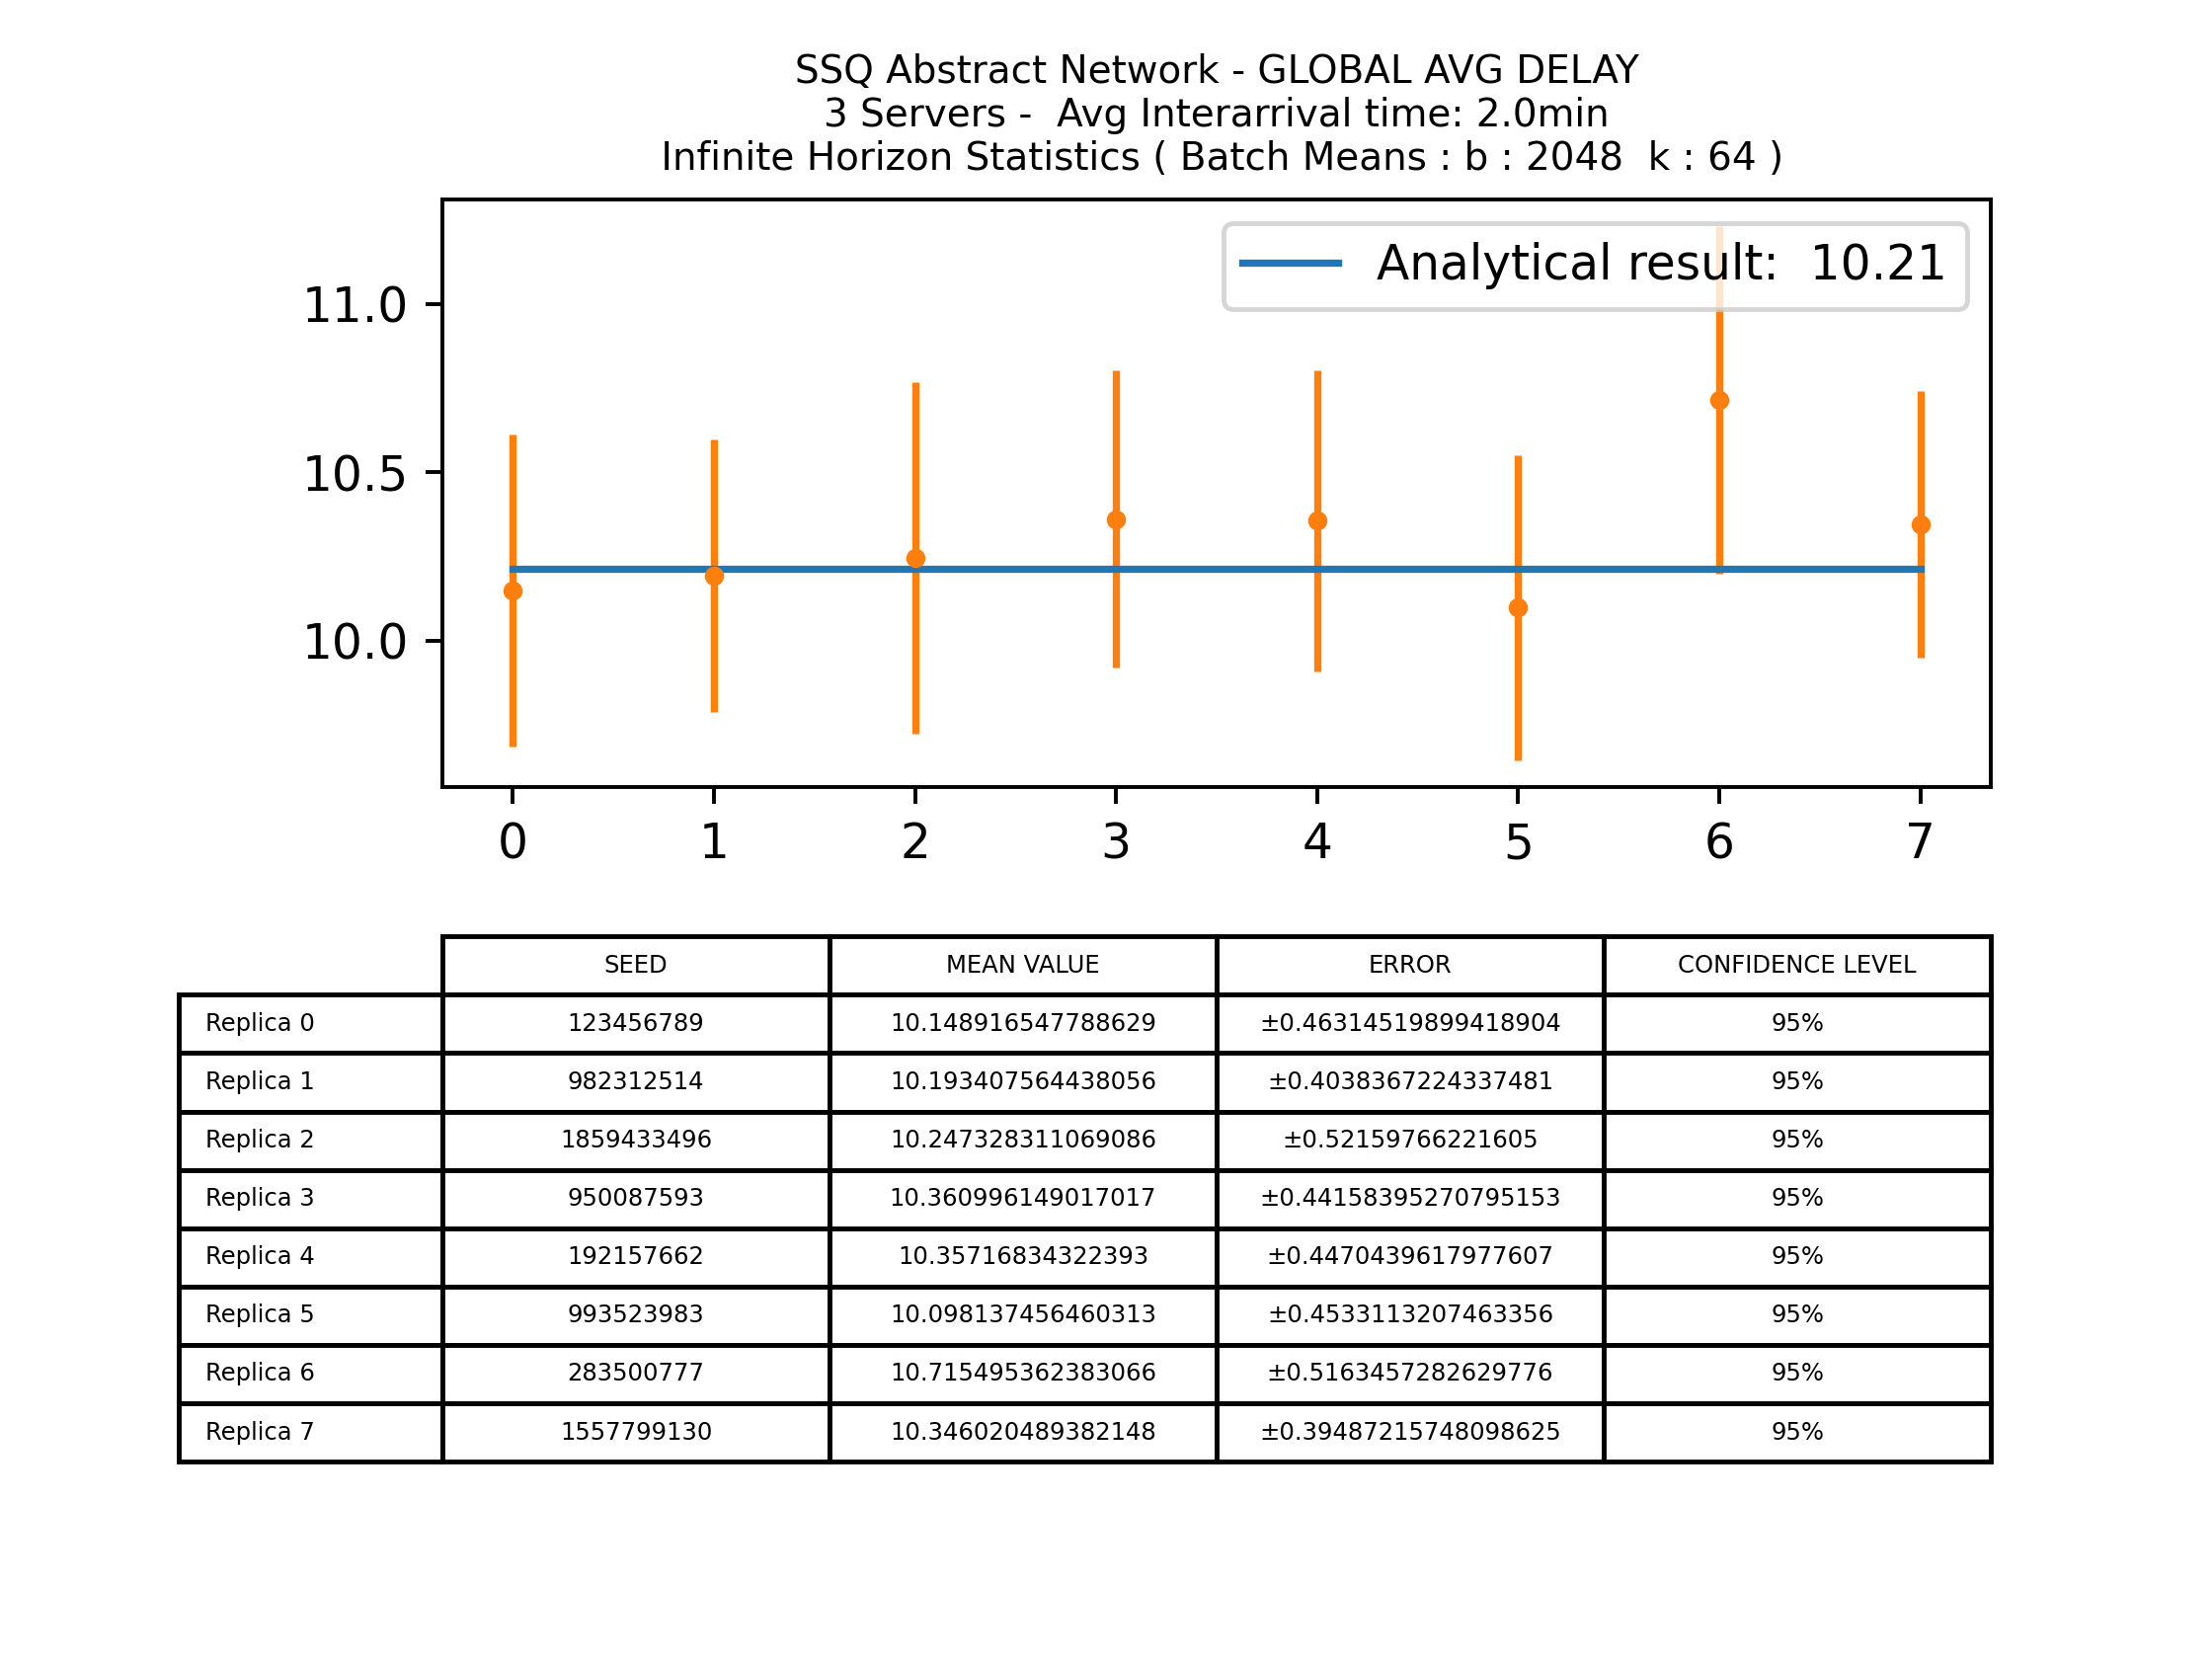 SSQ Abstract Network - GLOBAL AVG DELAY
3 Servers -  Avg Interarrival time: 2.0min
Infinite Horizon Statistics ( Batch Means : b : 2048  k : 64 )
Analytical result:  10.21
11.0
10.5
10.0
0 1 2 3 4 5 6 7
SEED MEAN VALUE ERROR CONFIDENCE LEVEL
Replica 0 123456789 10.148916547788629 ±0.46314519899418904 95%
Replica 1 982312514 10.193407564438056 ±0.4038367224337481 95%
Replica 2 1859433496 10.247328311069086 ±0.52159766221605 95%
Replica 3 950087593 10.360996149017017 ±0.44158395270795153 95%
Replica 4 192157662 10.35716834322393 ±0.4470439617977607 95%
Replica 5 993523983 10.098137456460313 ±0.4533113207463356 95%
Replica 6 283500777 10.715495362383066 ±0.5163457282629776 95%
Replica 7 1557799130 10.346020489382148 ±0.39487215748098625 95%